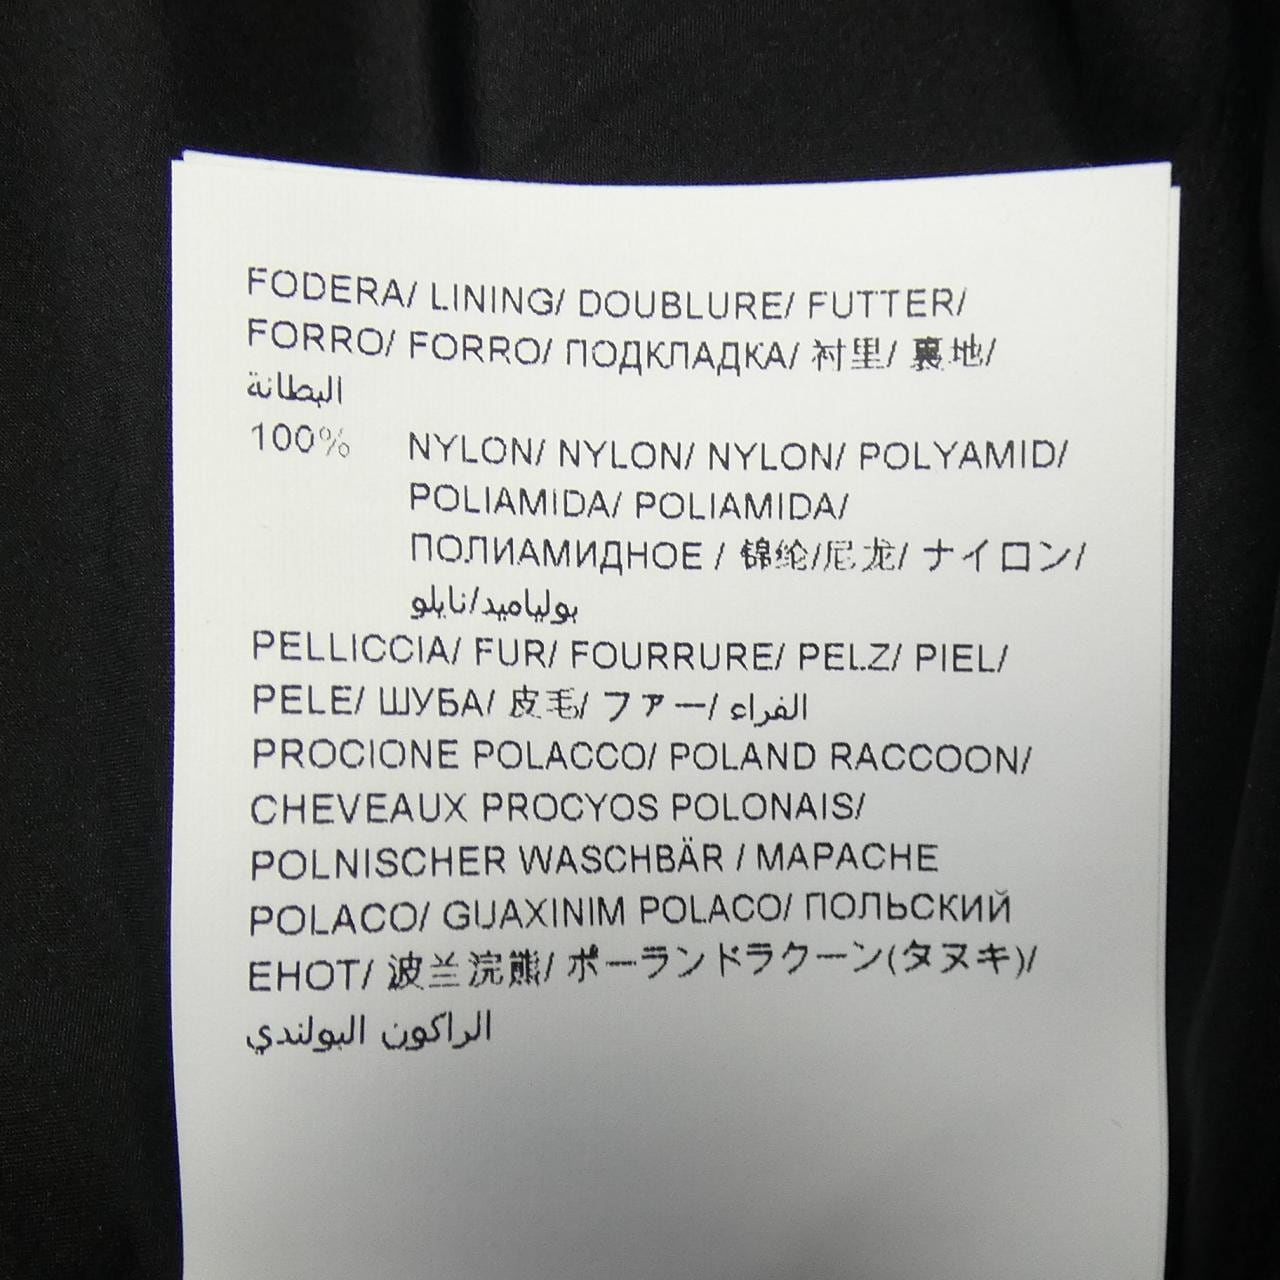 FODERA/ LINING/ DOUBLURE/ FUTTER/
FORRO/ FORRO/ ПОДКЛАДКА/ 衬里/ 裏地/
البطانة
100% NYLON/ NYLON/ NYLON/ POLYAMID/
POLIAMIDA/ POLIAMIDA/
ПОЛИАМИДНОЕ / 锦纶/尼龙/ ナイロン/
بولياميد/نايلو
PELLICCIA/ FUR/ FOURRURE/ PELZ/ PIEL/
PELE/ ШУБА/ 皮毛/ ファー/ الفراء
PROCIONE POLACCO/ POLAND RACCOON/
CHEVEAUX PROCYOS POLONAIS/
POLNISCHER WASCHBÄR / MAPACHE
POLACO/ GUAXINIM POLACO/ ПОЛЬСКИЙ
ЕНОТ/ 波兰浣熊/ ポーランドラクーン(タヌキ)/
الراكون البولندي